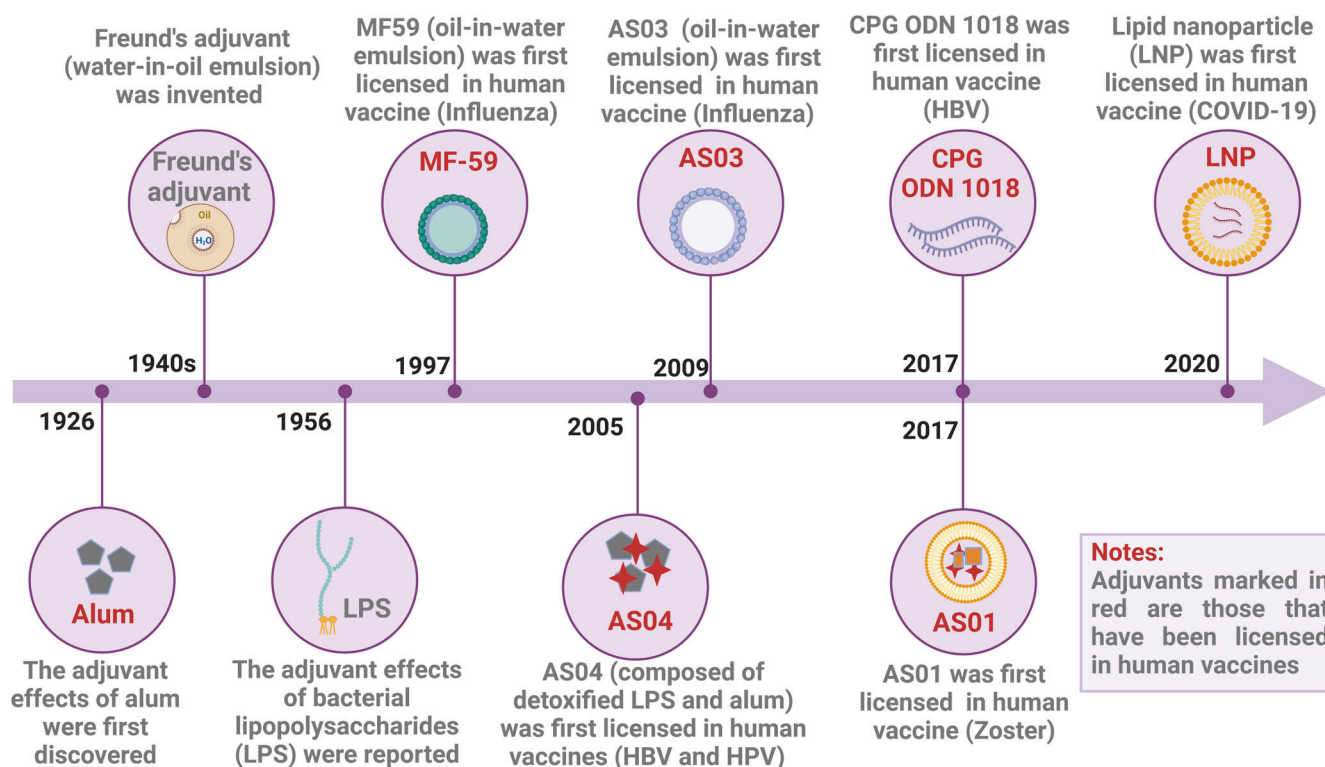 Freund's adjuvant
(water-in-oil emulsion)
was invented
MF59 (oil-in-water
emulsion) was first
licensed in human
vaccine (Influenza)
AS03 (oil-in-water
emulsion) was first
licensed in human
vaccine (Influenza)
CPG ODN 1018 was
first licensed in
human vaccine
(HBV)
Lipid nanoparticle
(LNP) was first
licensed in human
vaccine (COVID-19)
Freund's
adjuvant
Oil
H₂O
MF-59
AS03
CPG
ODN 1018
LNP
1940s
1997
2009
2017
2020
1926
1956
2005
2017
Alum
LPS
AS04
AS01
The adjuvant
effects of alum
were first
discovered
The adjuvant effects
of bacterial
lipopolysaccharides
(LPS) were reported
AS04 (composed of
detoxified LPS and alum)
was first licensed in human
vaccines (HBV and HPV)
AS01 was first
licensed in human
vaccine (Zoster)
Notes:
Adjuvants marked in
red are those that
have been licensed
in human vaccines